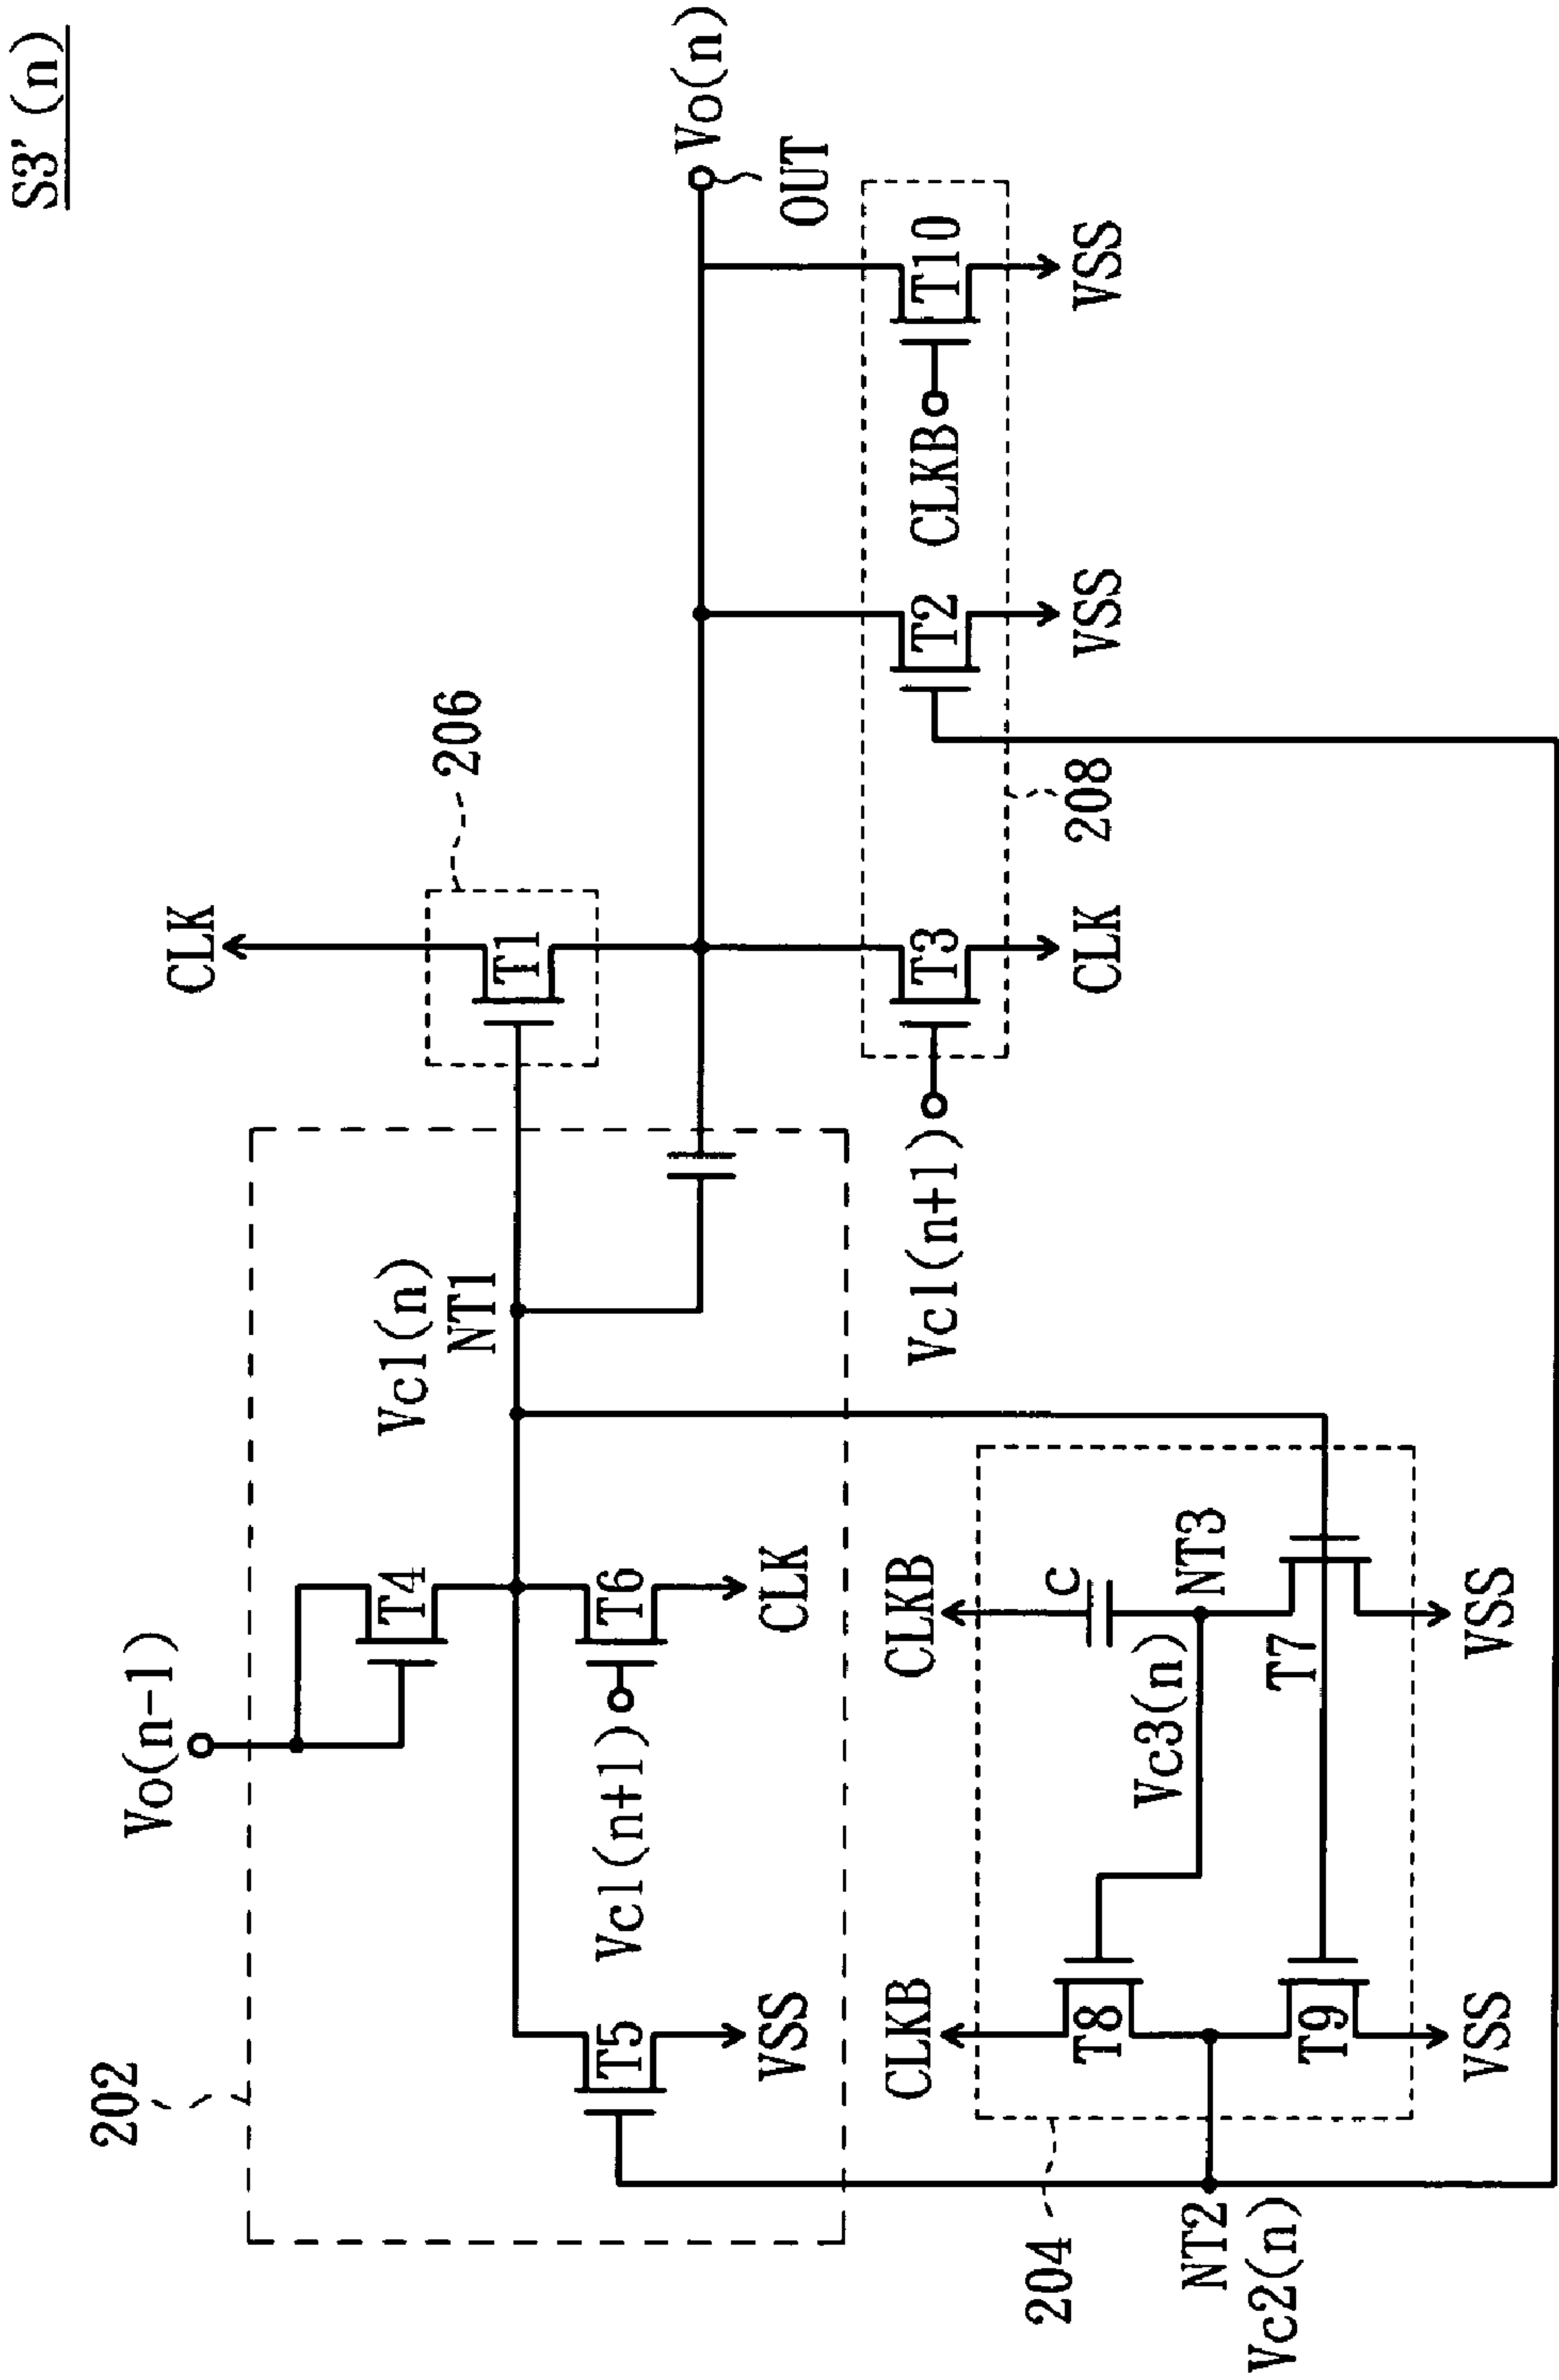 S3'(n)
Vo(n-1)
202
Vc1(n)
NT1
T4
T5
VSS
Vc1(n+1)
T6
CLK
CLK
206
T1
Vo(n)
OUT
204
CLKB
T8
T9
VSS
NT2
Vc2(n)
Vc3(n)
CLKB
C
NT3
T7
VSS
Vc1(n+1)
T3
CLK
208
T2
VSS
CLKB
T10
VSS